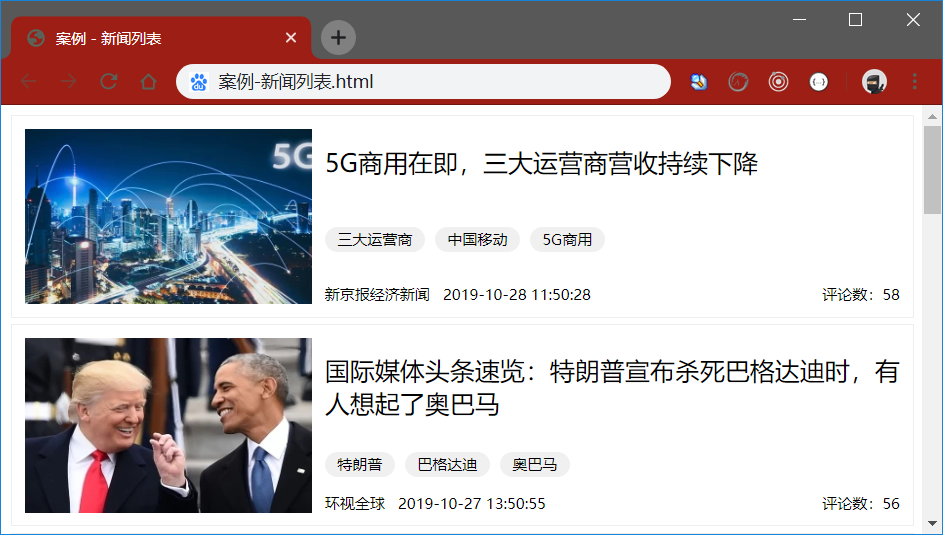 案例 - 新闻列表
案例-新闻列表.html
5G
5G商用在即，三大运营商营收持续下降
三大运营商 中国移动 5G商用
新京报经济新闻 2019-10-28 11:50:28 评论数：58
国际媒体头条速览：特朗普宣布杀死巴格达迪时，有
人想起了奥巴马
特朗普 巴格达迪 奥巴马
环视全球 2019-10-27 13:50:55 评论数：56